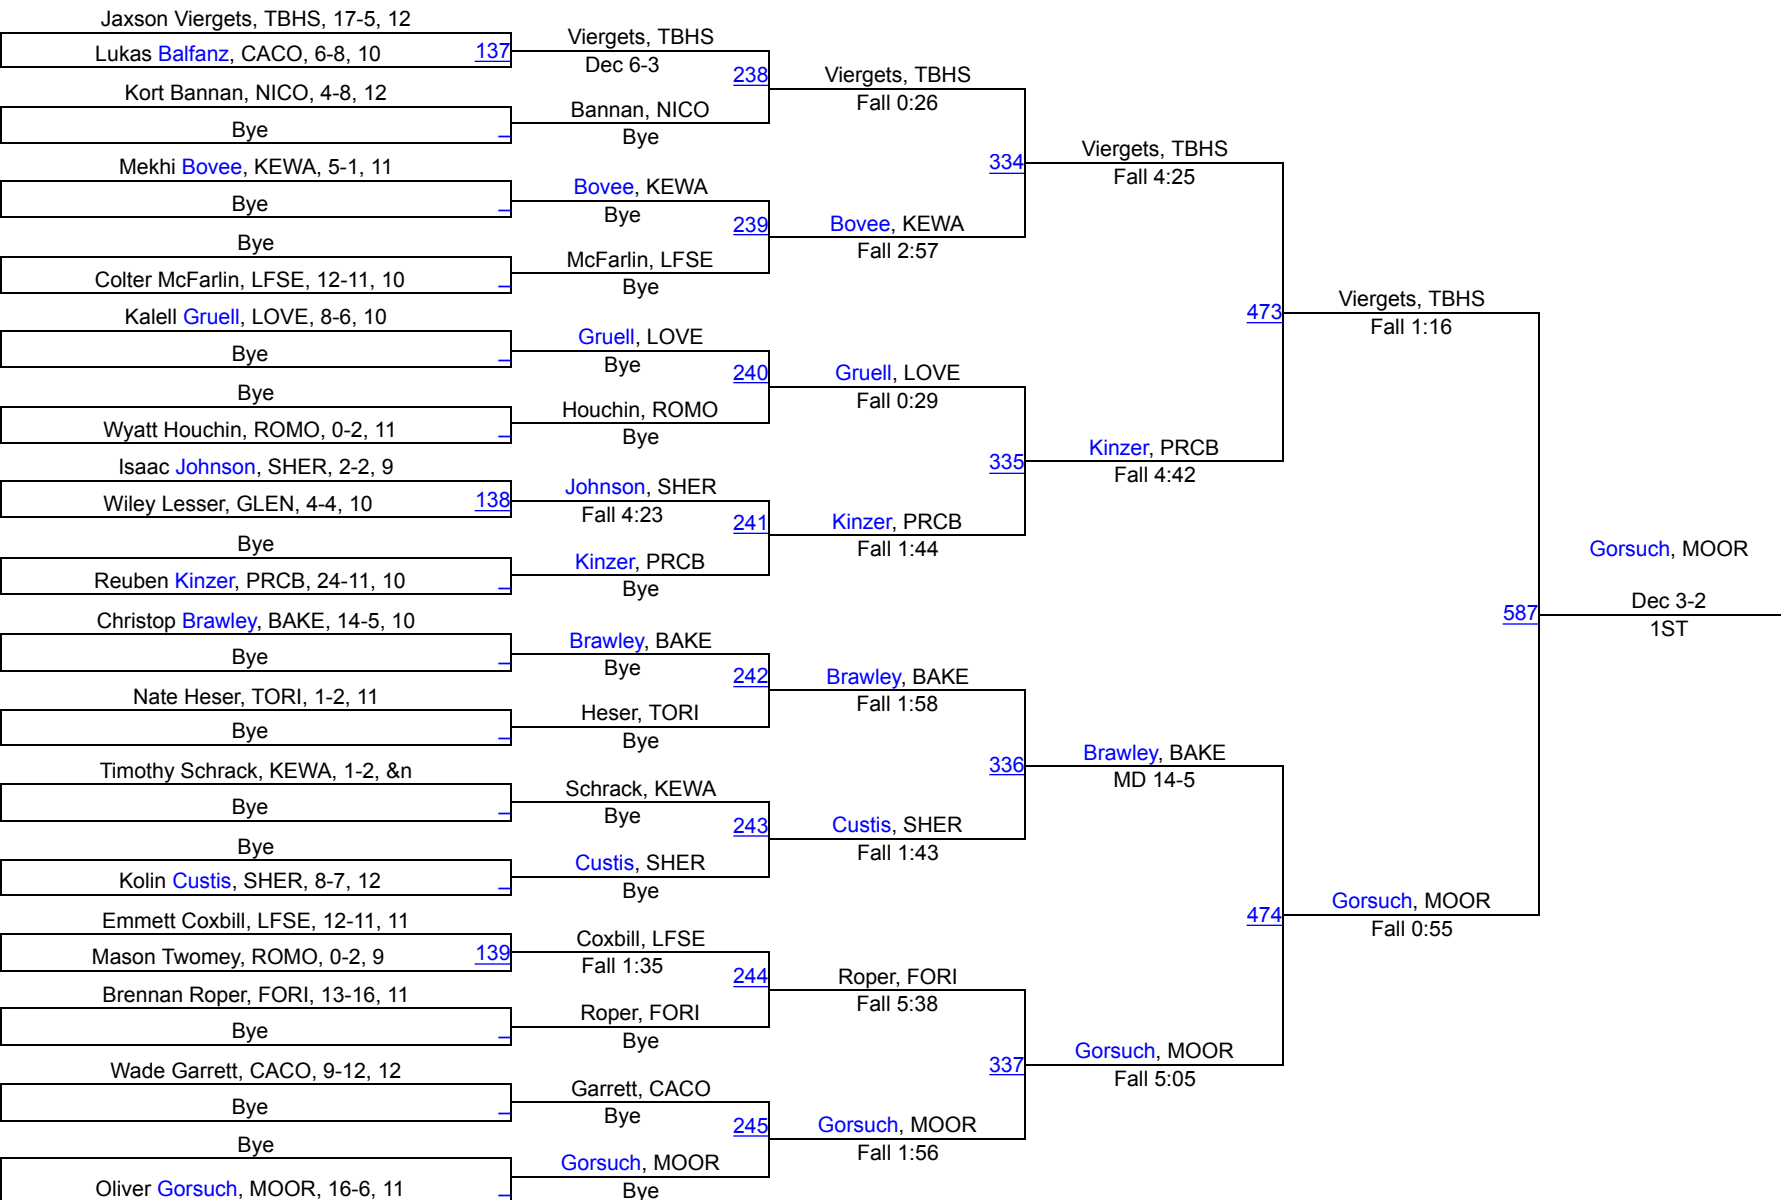 Jaxson Viergets, TBHS, 17-5, 12
Lukas Balfanz, CACO, 6-8, 10
137
Kort Bannan, NICO, 4-8, 12
Bye
Mekhi Bovee, KEWA, 5-1, 11
Bye
Bye
Colter McFarlin, LFSE, 12-11, 10
Kalell Gruell, LOVE, 8-6, 10
Bye
Bye
Wyatt Houchin, ROMO, 0-2, 11
Isaac Johnson, SHER, 2-2, 9
Wiley Lesser, GLEN, 4-4, 10
138
Bye
Reuben Kinzer, PRCB, 24-11, 10
Christop Brawley, BAKE, 14-5, 10
Bye
Nate Heser, TORI, 1-2, 11
Bye
Timothy Schrack, KEWA, 1-2, &n
Bye
Bye
Kolin Custis, SHER, 8-7, 12
Emmett Coxbill, LFSE, 12-11, 11
Mason Twomey, ROMO, 0-2, 9
139
Brennan Roper, FORI, 13-16, 11
Bye
Wade Garrett, CACO, 9-12, 12
Bye
Bye
Oliver Gorsuch, MOOR, 16-6, 11
Viergets, TBHS
Dec 6-3
238
Bannan, NICO
Bye
Bovee, KEWA
Bye
239
McFarlin, LFSE
Bye
Gruell, LOVE
Bye
240
Houchin, ROMO
Bye
Johnson, SHER
Fall 4:23
241
Kinzer, PRCB
Bye
Brawley, BAKE
Bye
242
Heser, TORI
Bye
Schrack, KEWA
Bye
243
Custis, SHER
Bye
Coxbill, LFSE
Fall 1:35
244
Roper, FORI
Bye
Garrett, CACO
Bye
245
Gorsuch, MOOR
Bye
Viergets, TBHS
Fall 0:26
334
Bovee, KEWA
Fall 2:57
Gruell, LOVE
Fall 0:29
335
Kinzer, PRCB
Fall 1:44
Brawley, BAKE
Fall 1:58
336
Custis, SHER
Fall 1:43
Roper, FORI
Fall 5:38
337
Gorsuch, MOOR
Fall 1:56
Viergets, TBHS
Fall 4:25
473
Kinzer, PRCB
Fall 4:42
Brawley, BAKE
MD 14-5
474
Gorsuch, MOOR
Fall 5:05
Viergets, TBHS
Fall 1:16
587
Gorsuch, MOOR
Fall 0:55
Gorsuch, MOOR
Dec 3-2
1ST